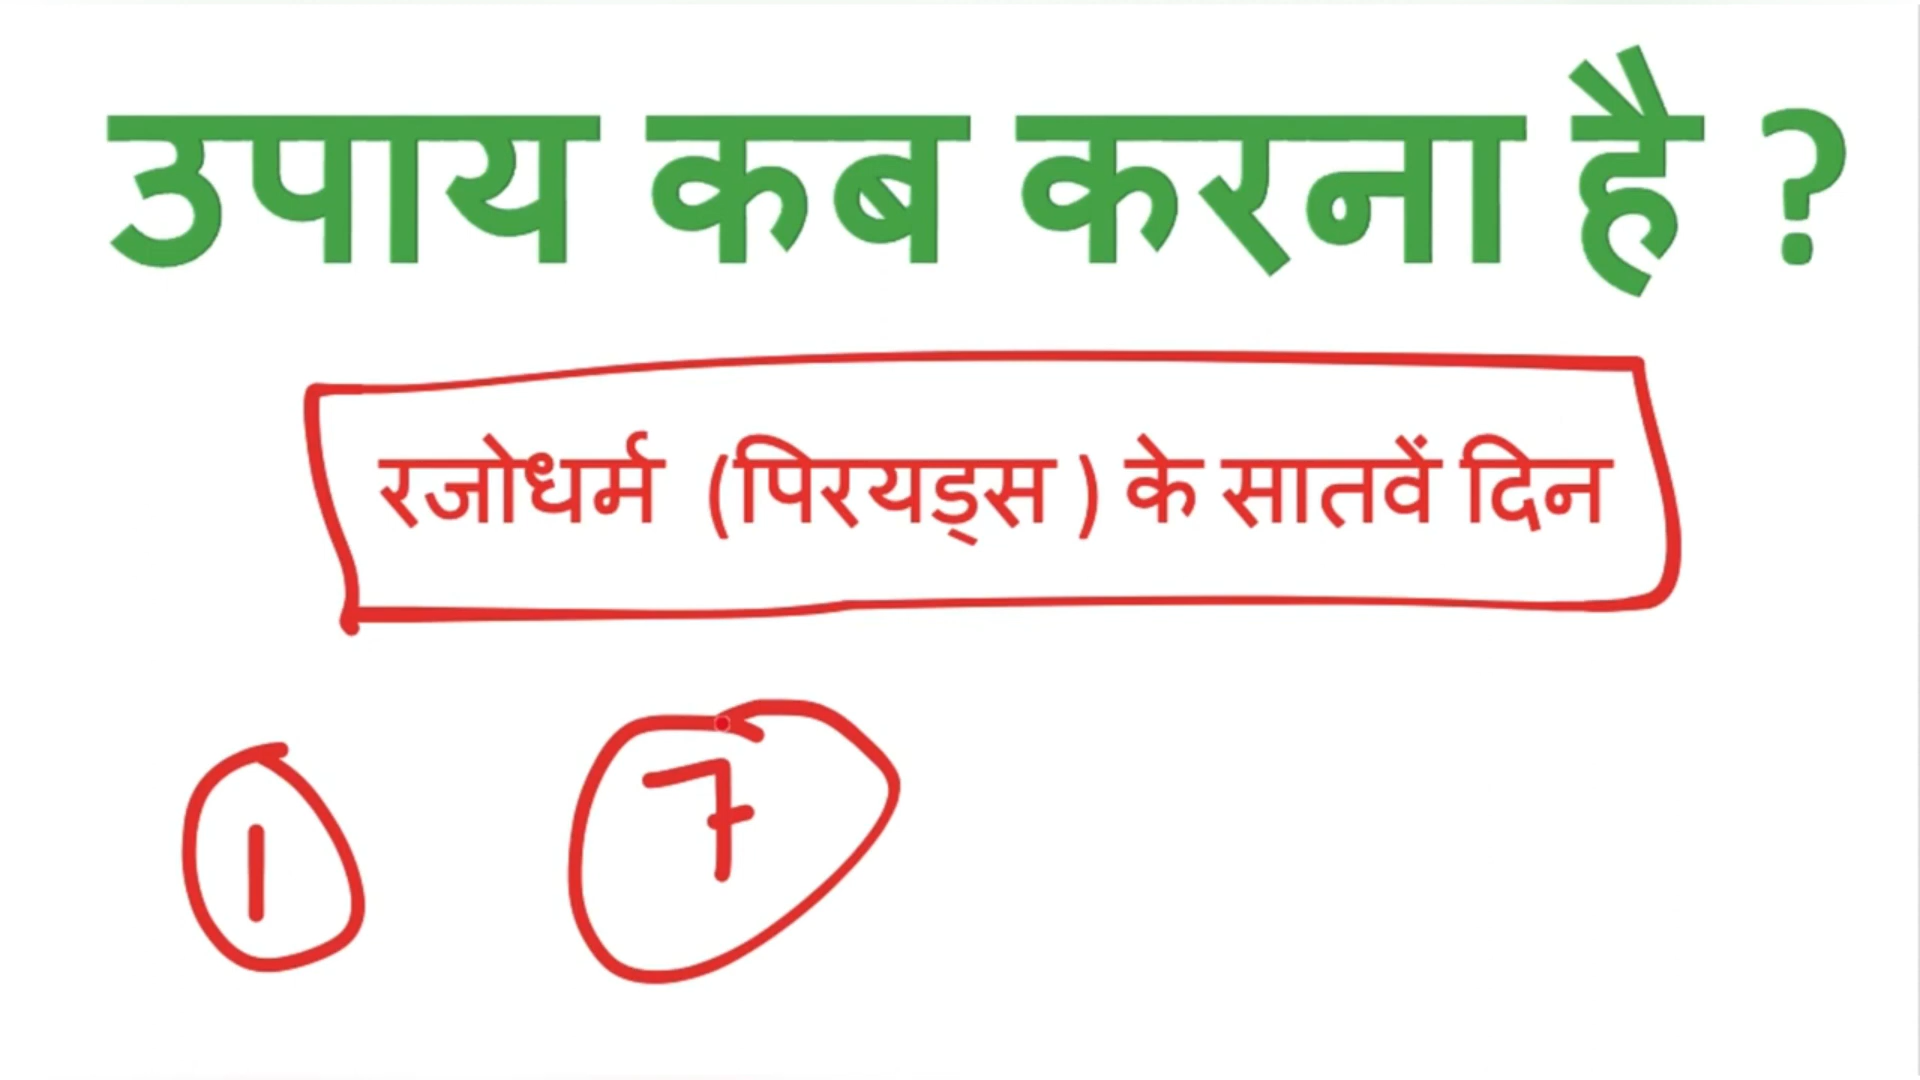 उपाय कब करना है ?
रजोधर्म (पिरयड्स ) के सातवें दिन
1 7